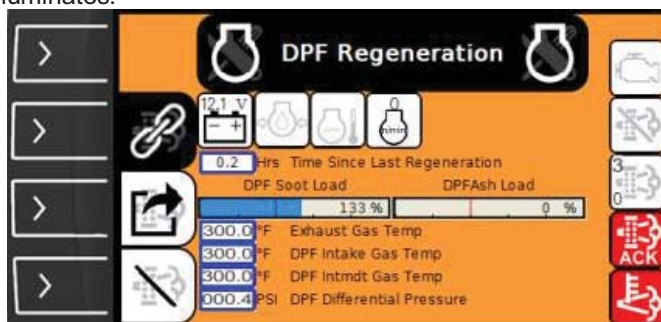 luminates.
DPF Regeneration
12.1 V
0
n/min
0.2 Hrs Time Since Last Regeneration
DPF Soot Load DPFAsh Load
133 % 0 %
300.0 °F Exhaust Gas Temp
300.0 °F DPF Intake Gas Temp
300.0 °F DPF Intmdt Gas Temp
000.4 PSI DPF Differential Pressure
3
0
ACK